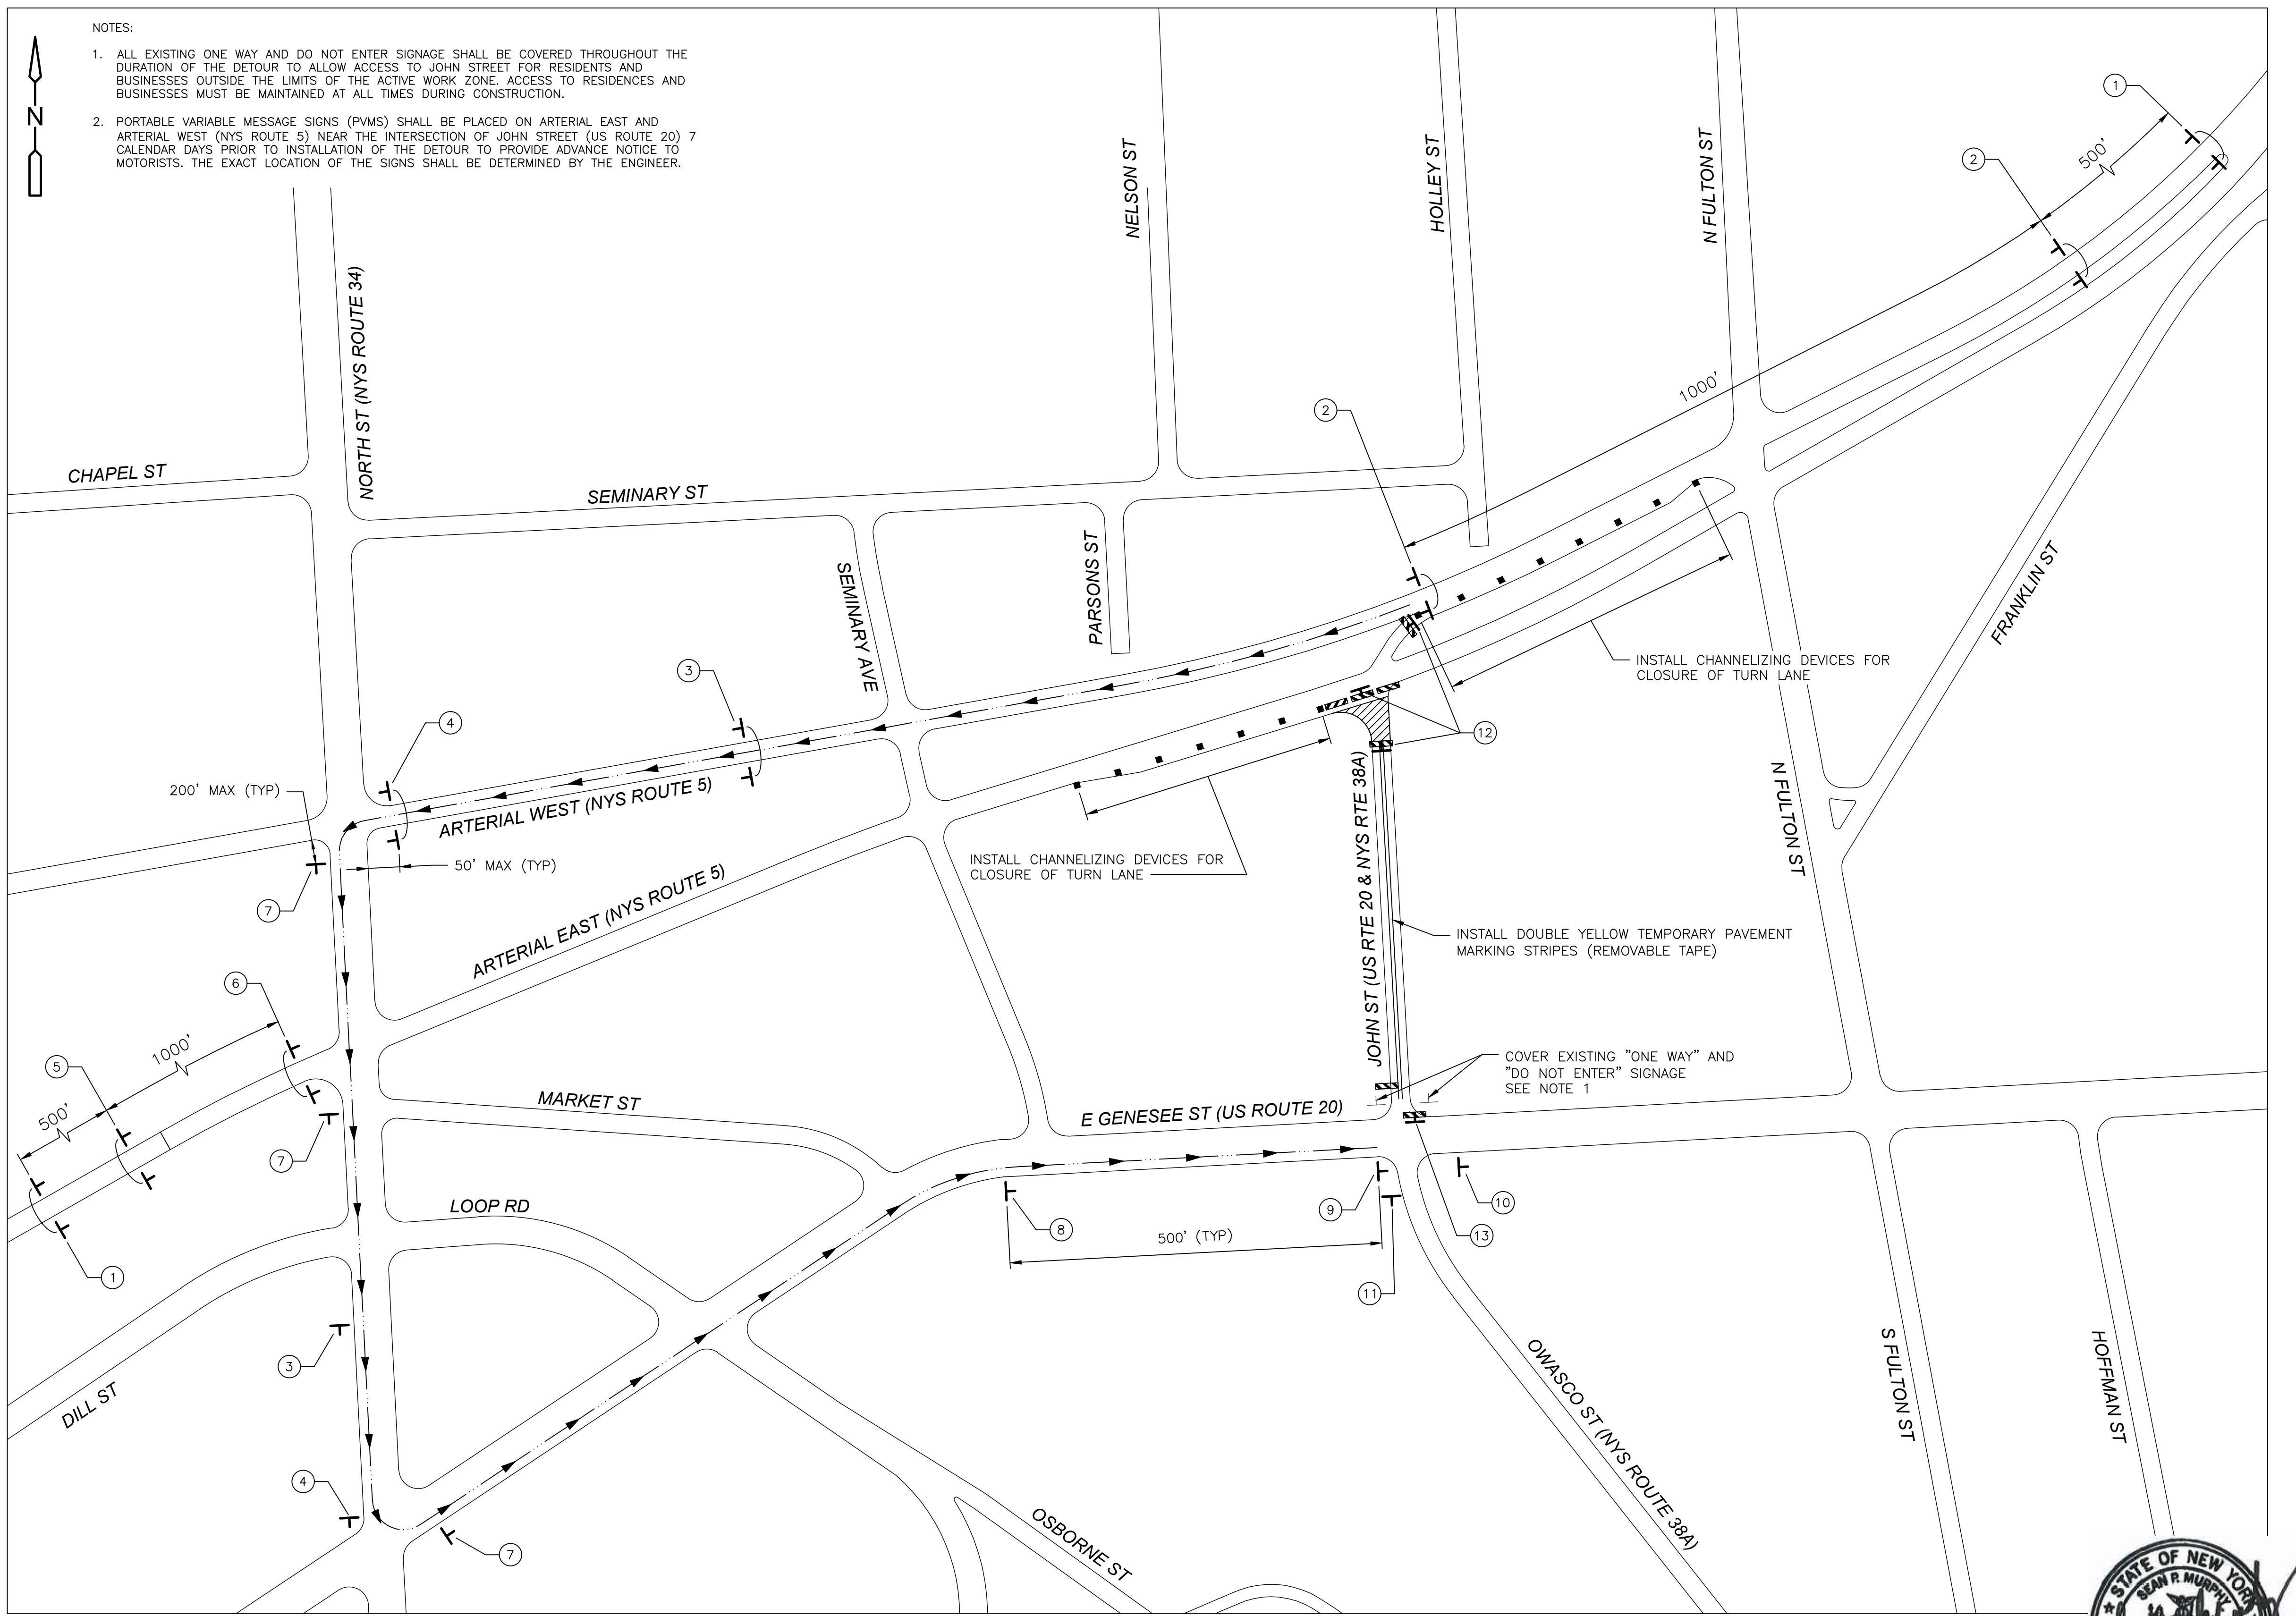 NOTES:
1. ALL EXISTING ONE WAY AND DO NOT ENTER SIGNAGE SHALL BE COVERED THROUGHOUT THE
DURATION OF THE DETOUR TO ALLOW ACCESS TO JOHN STREET FOR RESIDENTS AND
BUSINESSES OUTSIDE THE LIMITS OF THE ACTIVE WORK ZONE. ACCESS TO RESIDENCES AND
BUSINESSES MUST BE MAINTAINED AT ALL TIMES DURING CONSTRUCTION.
2. PORTABLE VARIABLE MESSAGE SIGNS (PVMS) SHALL BE PLACED ON ARTERIAL EAST AND
ARTERIAL WEST (NYS ROUTE 5) NEAR THE INTERSECTION OF JOHN STREET (US ROUTE 20) 7
CALENDAR DAYS PRIOR TO INSTALLATION OF THE DETOUR TO PROVIDE ADVANCE NOTICE TO
MOTORISTS. THE EXACT LOCATION OF THE SIGNS SHALL BE DETERMINED BY THE ENGINEER.
N
1
500'
2
NELSON ST
HOLLEY ST
N FULTON ST
NORTH ST (NYS ROUTE 34)
1000'
2
CHAPEL ST
SEMINARY ST
SEMINARY AVE
PARSONS ST
FRANKLIN ST
INSTALL CHANNELIZING DEVICES FOR
CLOSURE OF TURN LANE
3
4
12
200' MAX (TYP)
ARTERIAL WEST (NYS ROUTE 5)
50' MAX (TYP)
N FULTON ST
INSTALL CHANNELIZING DEVICES FOR
CLOSURE OF TURN LANE
7
ARTERIAL EAST (NYS ROUTE 5)
JOHN ST (US RTE 20 & NYS RTE 38A)
INSTALL DOUBLE YELLOW TEMPORARY PAVEMENT
MARKING STRIPES (REMOVABLE TAPE)
6
1000'
5
500'
COVER EXISTING "ONE WAY" AND
"DO NOT ENTER" SIGNAGE
SEE NOTE 1
MARKET ST
E GENESEE ST (US ROUTE 20)
7
LOOP RD
9
10
8
500' (TYP)
13
1
11
3
DILL ST
OWASCO ST (NYS ROUTE 38A)
S FULTON ST
HOFFMAN ST
4
7
OSBORNE ST
STATE OF NEW YORK
SEAN P. MURPHY